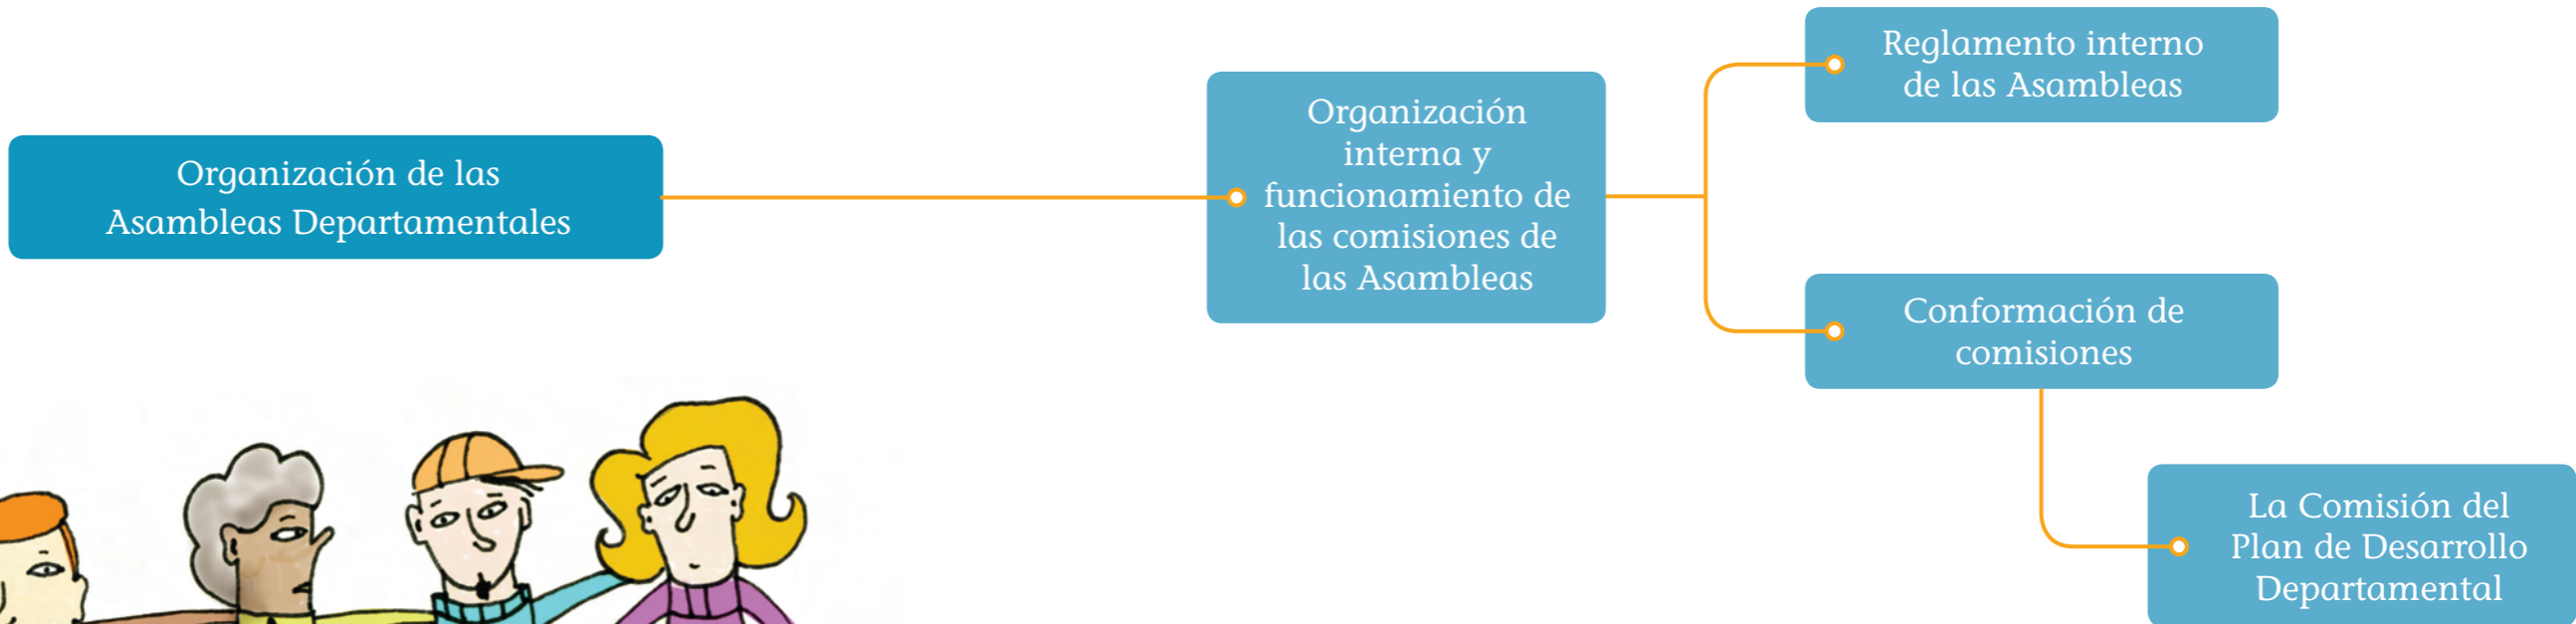 Organización de las
Asambleas Departamentales
Organización
interna y
funcionamiento de
las comisiones de
las Asambleas
Reglamento interno
de las Asambleas
Conformación de
comisiones
La Comisión del
Plan de Desarrollo
Departamental